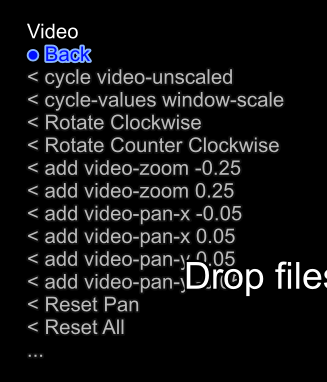 Video
● Back
< cycle video-unscaled
< cycle-values window-scale
< Rotate Clockwise
< Rotate Counter Clockwise
< add video-zoom -0.25
< add video-zoom 0.25
< add video-pan-x -0.05
< add video-pan-x 0.05
< add video-pan-y 0.05
< add video-pan-y
Drop files
< Reset Pan
< Reset All
...